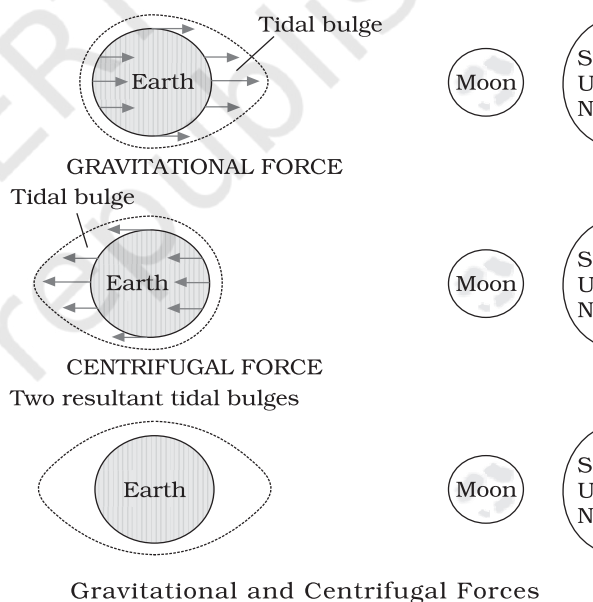 Tidal bulge
Earth
Moon
S
U
N
GRAVITATIONAL FORCE
Tidal bulge
Earth
Moon
S
U
N
CENTRIFUGAL FORCE
Two resultant tidal bulges
Earth
Moon
S
U
N
Gravitational and Centrifugal Forces